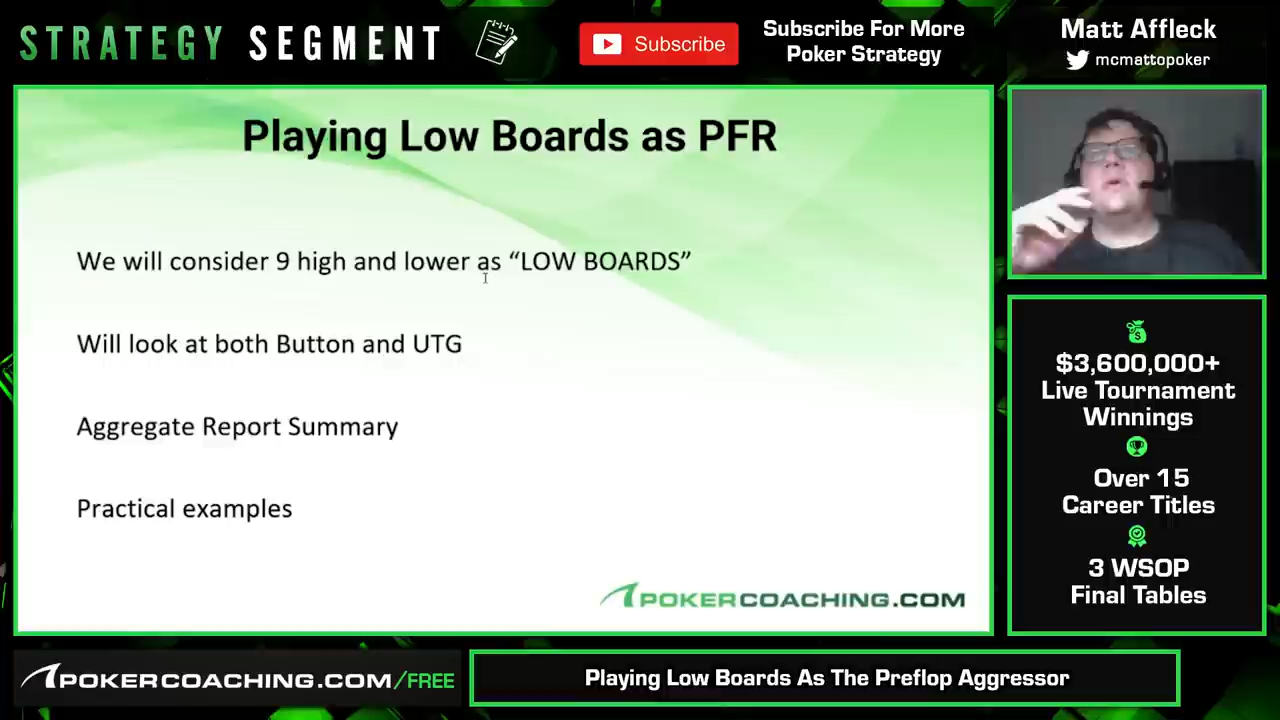 STRATEGY SEGMENT
Subscribe
Subscribe For More
Poker Strategy
Matt Affleck
mcmattopoker
Playing Low Boards as PFR
We will consider 9 high and lower as “LOW BOARDS”
Will look at both Button and UTG
Aggregate Report Summary
Practical examples
POKERCOACHING.COM
$3,600,000+
Live Tournament
Winnings
Over 15
Career Titles
3 WSOP
Final Tables
POKERCOACHING.COM/FREE
Playing Low Boards As The Preflop Aggressor